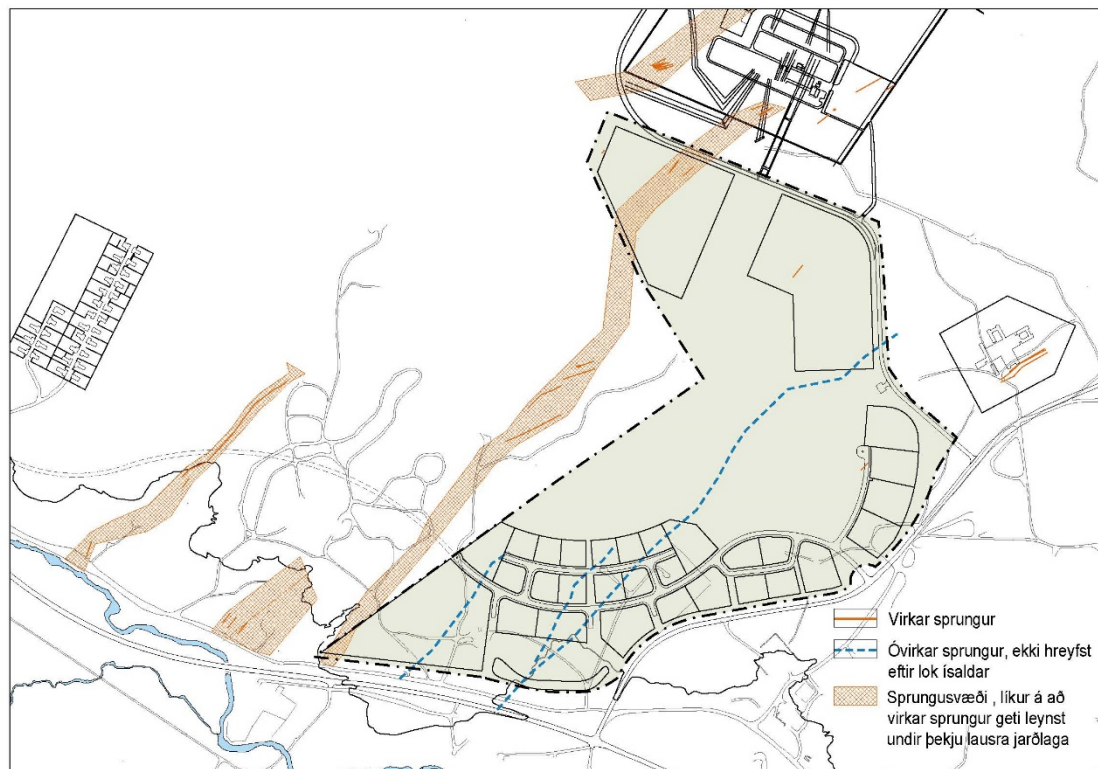 Virkar sprungur
Óvirkar sprungur, ekki hreyfst
eftir lok ísaldar
Sprungusvæði , líkur á að
virkar sprungur geti leynst
undir þekju lausra jarðlaga